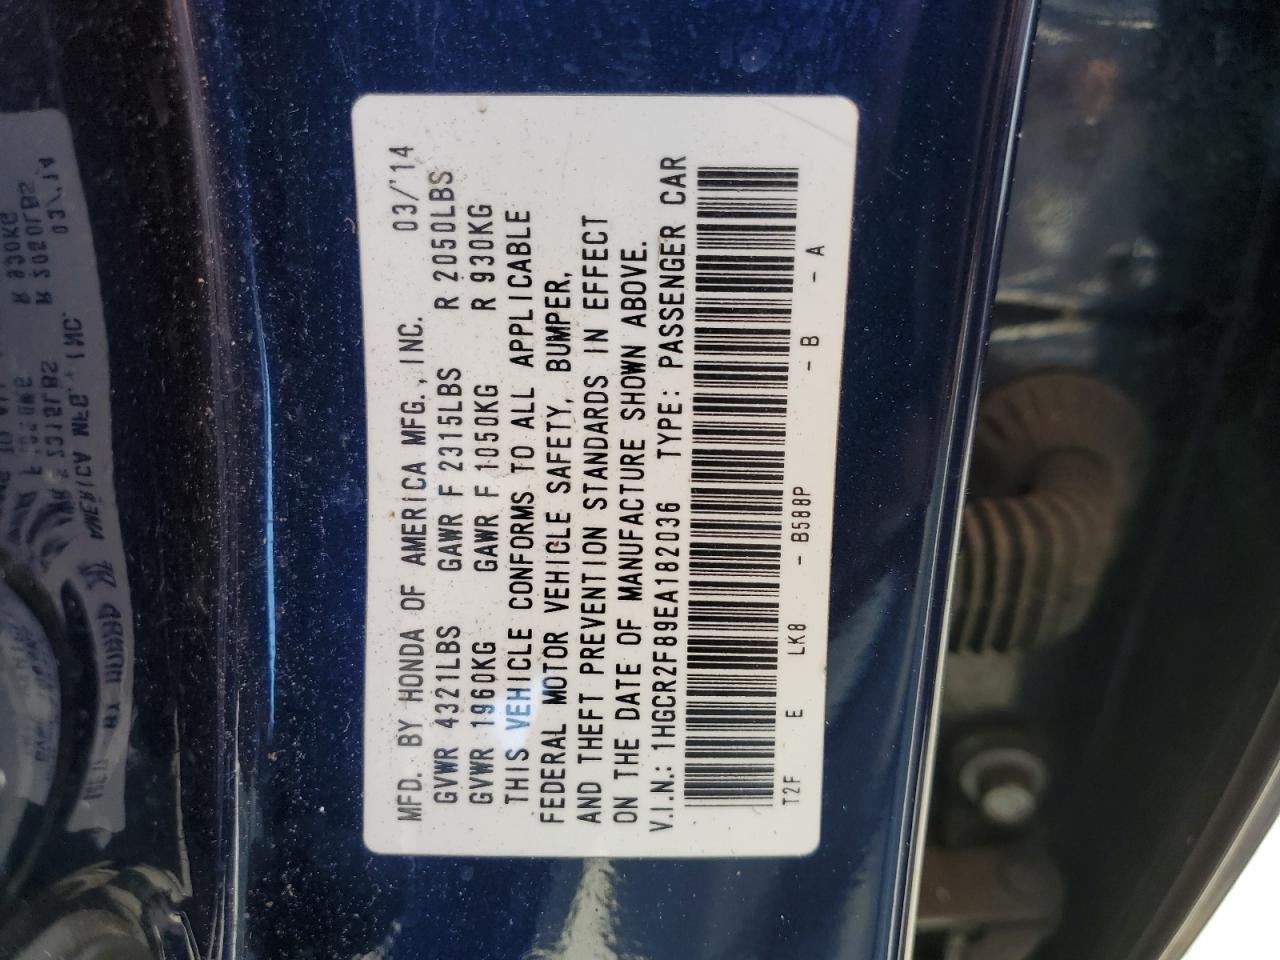 MFD. BY HONDA OF AMERICA MFG.,INC. 03/'14
GVWR 4321LBS GAWR F 2315LBS R 2050LBS
GVWR 1960KG GAWR F 1050KG R 930KG
THIS VEHICLE CONFORMS TO ALL APPLICABLE
FEDERAL MOTOR VEHICLE SAFETY, BUMPER,
AND THEFT PREVENTION STANDARDS IN EFFECT
ON THE DATE OF MANUFACTURE SHOWN ABOVE.
V.I.N.: 1HGCR2F89EA182036 TYPE: PASSENGER CAR
T2F E LK8 - B588P - B - A